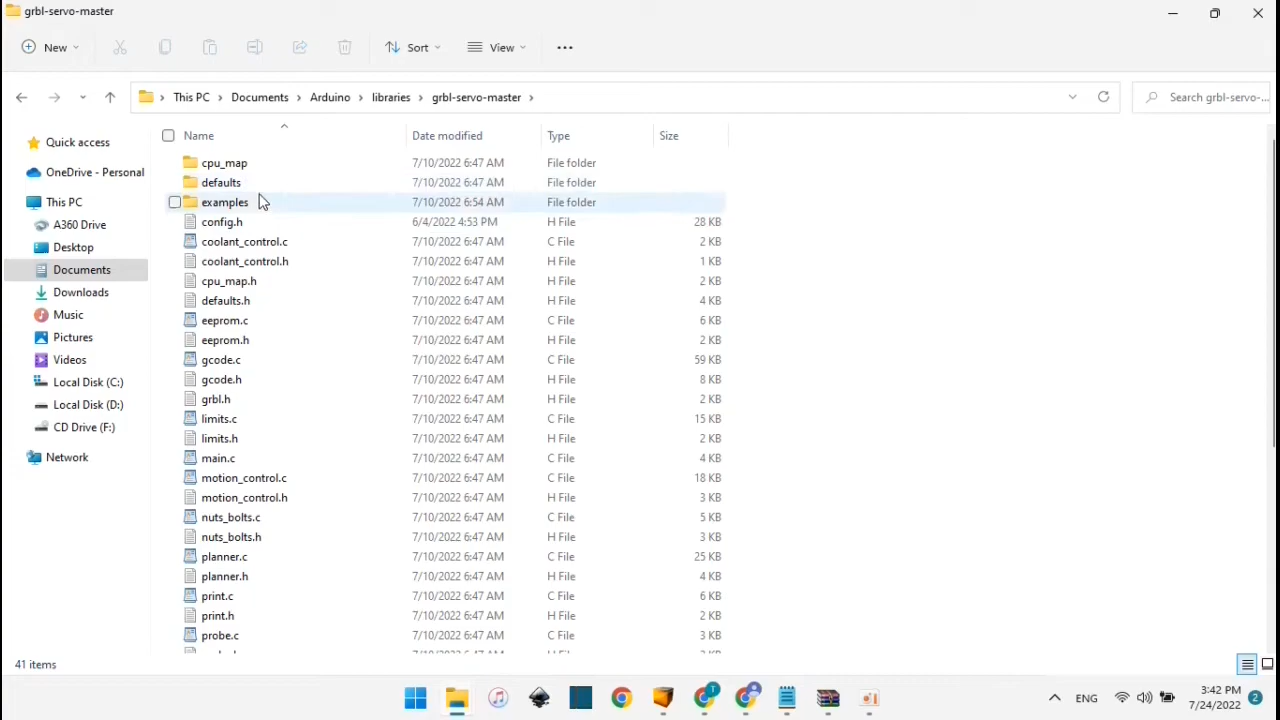 grbl-servo-master
New Sort View
This PC Documents Arduino libraries grbl-servo-master Search grbl-servo-...
Name Date modified Type Size
Quick access
OneDrive - Personal
This PC
A360 Drive
Desktop
Documents
Downloads
Music
Pictures
Videos
Local Disk (C:)
Local Disk (D:)
CD Drive (F:)
Network
cpu_map 7/10/2022 6:47 AM File folder
defaults 7/10/2022 6:47 AM File folder
examples 7/10/2022 6:54 AM File folder
config.h 6/4/2022 4:53 PM H File 28 KB
coolant_control.c 7/10/2022 6:47 AM C File 2 KB
coolant_control.h 7/10/2022 6:47 AM H File 1 KB
cpu_map.h 7/10/2022 6:47 AM H File 2 KB
defaults.h 7/10/2022 6:47 AM H File 4 KB
eeprom.c 7/10/2022 6:47 AM C File 6 KB
eeprom.h 7/10/2022 6:47 AM H File 2 KB
gcode.c 7/10/2022 6:47 AM C File 59 KB
gcode.h 7/10/2022 6:47 AM H File 8 KB
grbl.h 7/10/2022 6:47 AM H File 2 KB
limits.c 7/10/2022 6:47 AM C File 15 KB
limits.h 7/10/2022 6:47 AM H File 2 KB
main.c 7/10/2022 6:47 AM C File 4 KB
motion_control.c 7/10/2022 6:47 AM C File 18 KB
motion_control.h 7/10/2022 6:47 AM H File 3 KB
nuts_bolts.c 7/10/2022 6:47 AM C File 5 KB
nuts_bolts.h 7/10/2022 6:47 AM H File 3 KB
planner.c 7/10/2022 6:47 AM C File 25 KB
planner.h 7/10/2022 6:47 AM H File 4 KB
print.c 7/10/2022 6:47 AM C File 6 KB
print.h 7/10/2022 6:47 AM H File 2 KB
probe.c 7/10/2022 6:47 AM C File 3 KB
41 items
ENG 3:42 PM
7/24/2022 2